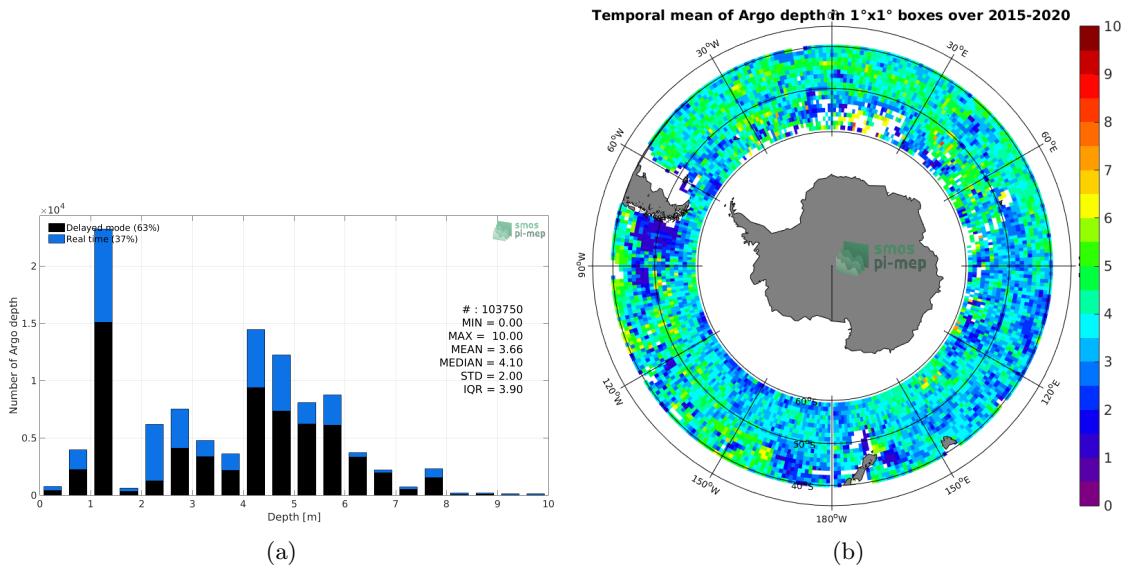 ×10⁴
Delayed mode (63%)
Real time (37%)
smos
pi-mep
# : 103750
MIN = 0.00
MAX = 10.00
MEAN = 3.66
MEDIAN = 4.10
STD = 2.00
IQR = 3.90
Number of Argo depth
2
1.5
1
0.5
0
0 1 2 3 4 5 6 7 8 9 10
Depth [m]
(a)
Temporal mean of Argo depth in 1°x1° boxes over 2015-2020
0°
30°E
60°E
120°E
150°E
180°W
150°W
120°W
90°W
60°W
30°W
60°S
50°S
40°S
smos
pi-mep
10
9
8
7
6
5
4
3
2
1
0
(b)